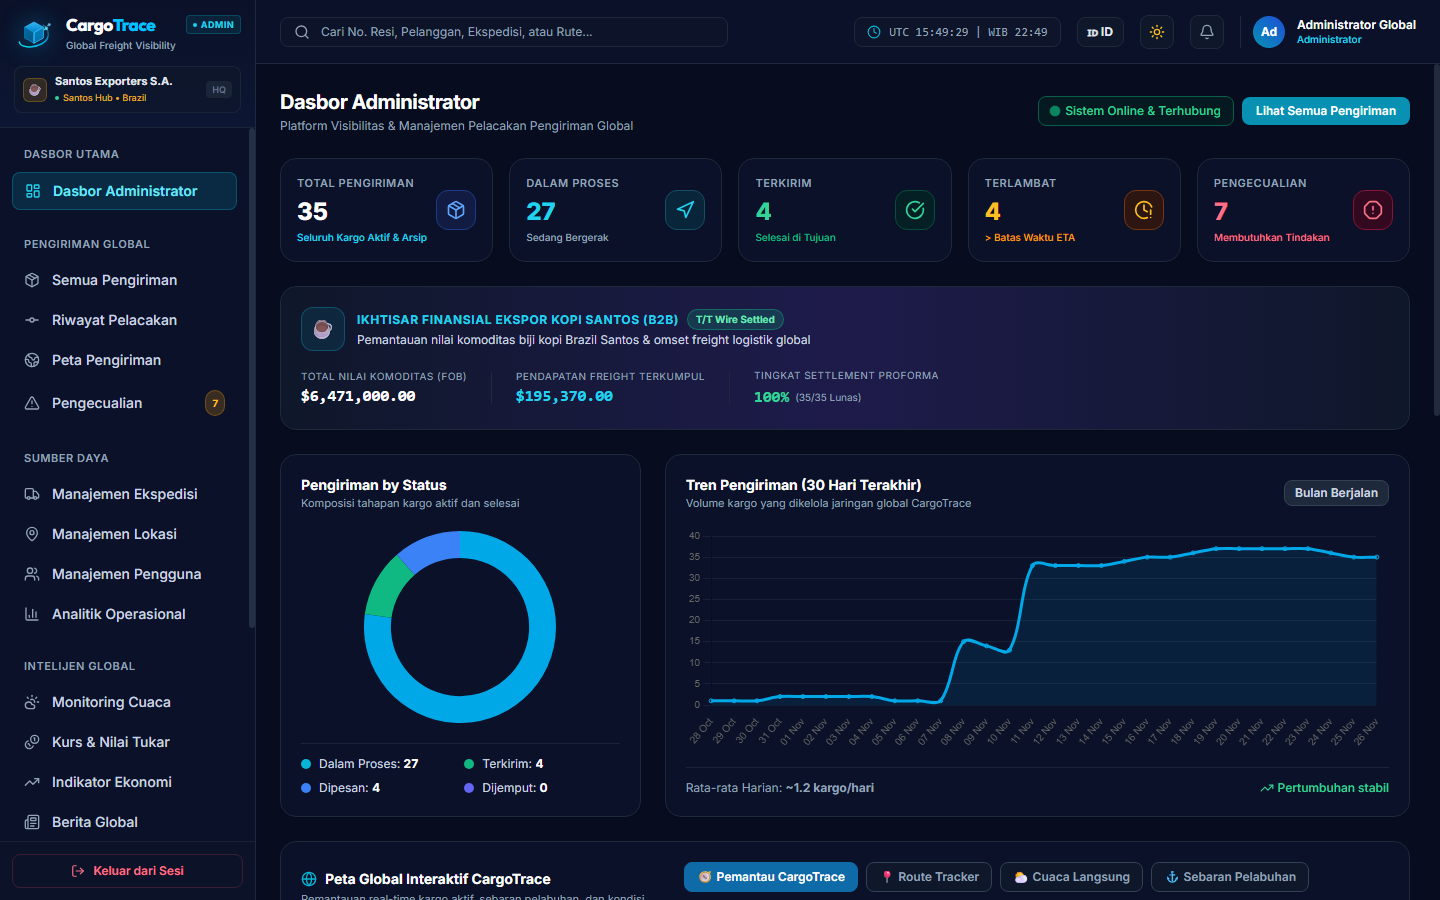 CargoTrace
ADMIN
Global Freight Visibility
Santos Exporters S.A.
Santos Hub • Brazil
HQ
DASBOR UTAMA
Dasbor Administrator
PENGIRIMAN GLOBAL
Semua Pengiriman
Riwayat Pelacakan
Peta Pengiriman
Pengecualian
7
SUMBER DAYA
Manajemen Ekspedisi
Manajemen Lokasi
Manajemen Pengguna
Analitik Operasional
INTELIJEN GLOBAL
Monitoring Cuaca
Kurs & Nilai Tukar
Indikator Ekonomi
Berita Global
Keluar dari Sesi
Cari No. Resi, Pelanggan, Ekspedisi, atau Rute...
UTC 15:49:29 | WIB 22:49
ID ID
Ad
Administrator Global
Administrator
Dasbor Administrator
Platform Visibilitas & Manajemen Pelacakan Pengiriman Global
Sistem Online & Terhubung
Lihat Semua Pengiriman
TOTAL PENGIRIMAN
35
Seluruh Kargo Aktif & Arsip
DALAM PROSES
27
Sedang Bergerak
TERKIRIM
4
Selesai di Tujuan
TERLAMBAT
4
> Batas Waktu ETA
PENGECUALIAN
7
Membutuhkan Tindakan
IKHTISAR FINANSIAL EKSPOR KOPI SANTOS (B2B)
T/T Wire Settled
Pemantauan nilai komoditas biji kopi Brazil Santos & omset freight logistik global
TOTAL NILAI KOMODITAS (FOB)
$6,471,000.00
PENDAPATAN FREIGHT TERKUMPUL
$195,370.00
TINGKAT SETTLEMENT PROFORMA
100% (35/35 Lunas)
Pengiriman by Status
Komposisi tahapan kargo aktif dan selesai
Dalam Proses: 27
Terkirim: 4
Dipesan: 4
Dijemput: 0
Tren Pengiriman (30 Hari Terakhir)
Volume kargo yang dikelola jaringan global CargoTrace
Bulan Berjalan
40
35
30
25
20
15
10
5
0
28 Oct
29 Oct
30 Oct
31 Oct
01 Nov
02 Nov
03 Nov
04 Nov
05 Nov
06 Nov
07 Nov
08 Nov
09 Nov
10 Nov
11 Nov
12 Nov
13 Nov
14 Nov
15 Nov
16 Nov
17 Nov
18 Nov
19 Nov
20 Nov
21 Nov
22 Nov
23 Nov
24 Nov
25 Nov
26 Nov
Rata-rata Harian: ~1.2 kargo/hari
Pertumbuhan stabil
Peta Global Interaktif CargoTrace
Pemantauan real-time kargo aktif, sebaran pelabuhan, dan kondisi
Pemantau CargoTrace
Route Tracker
Cuaca Langsung
Sebaran Pelabuhan